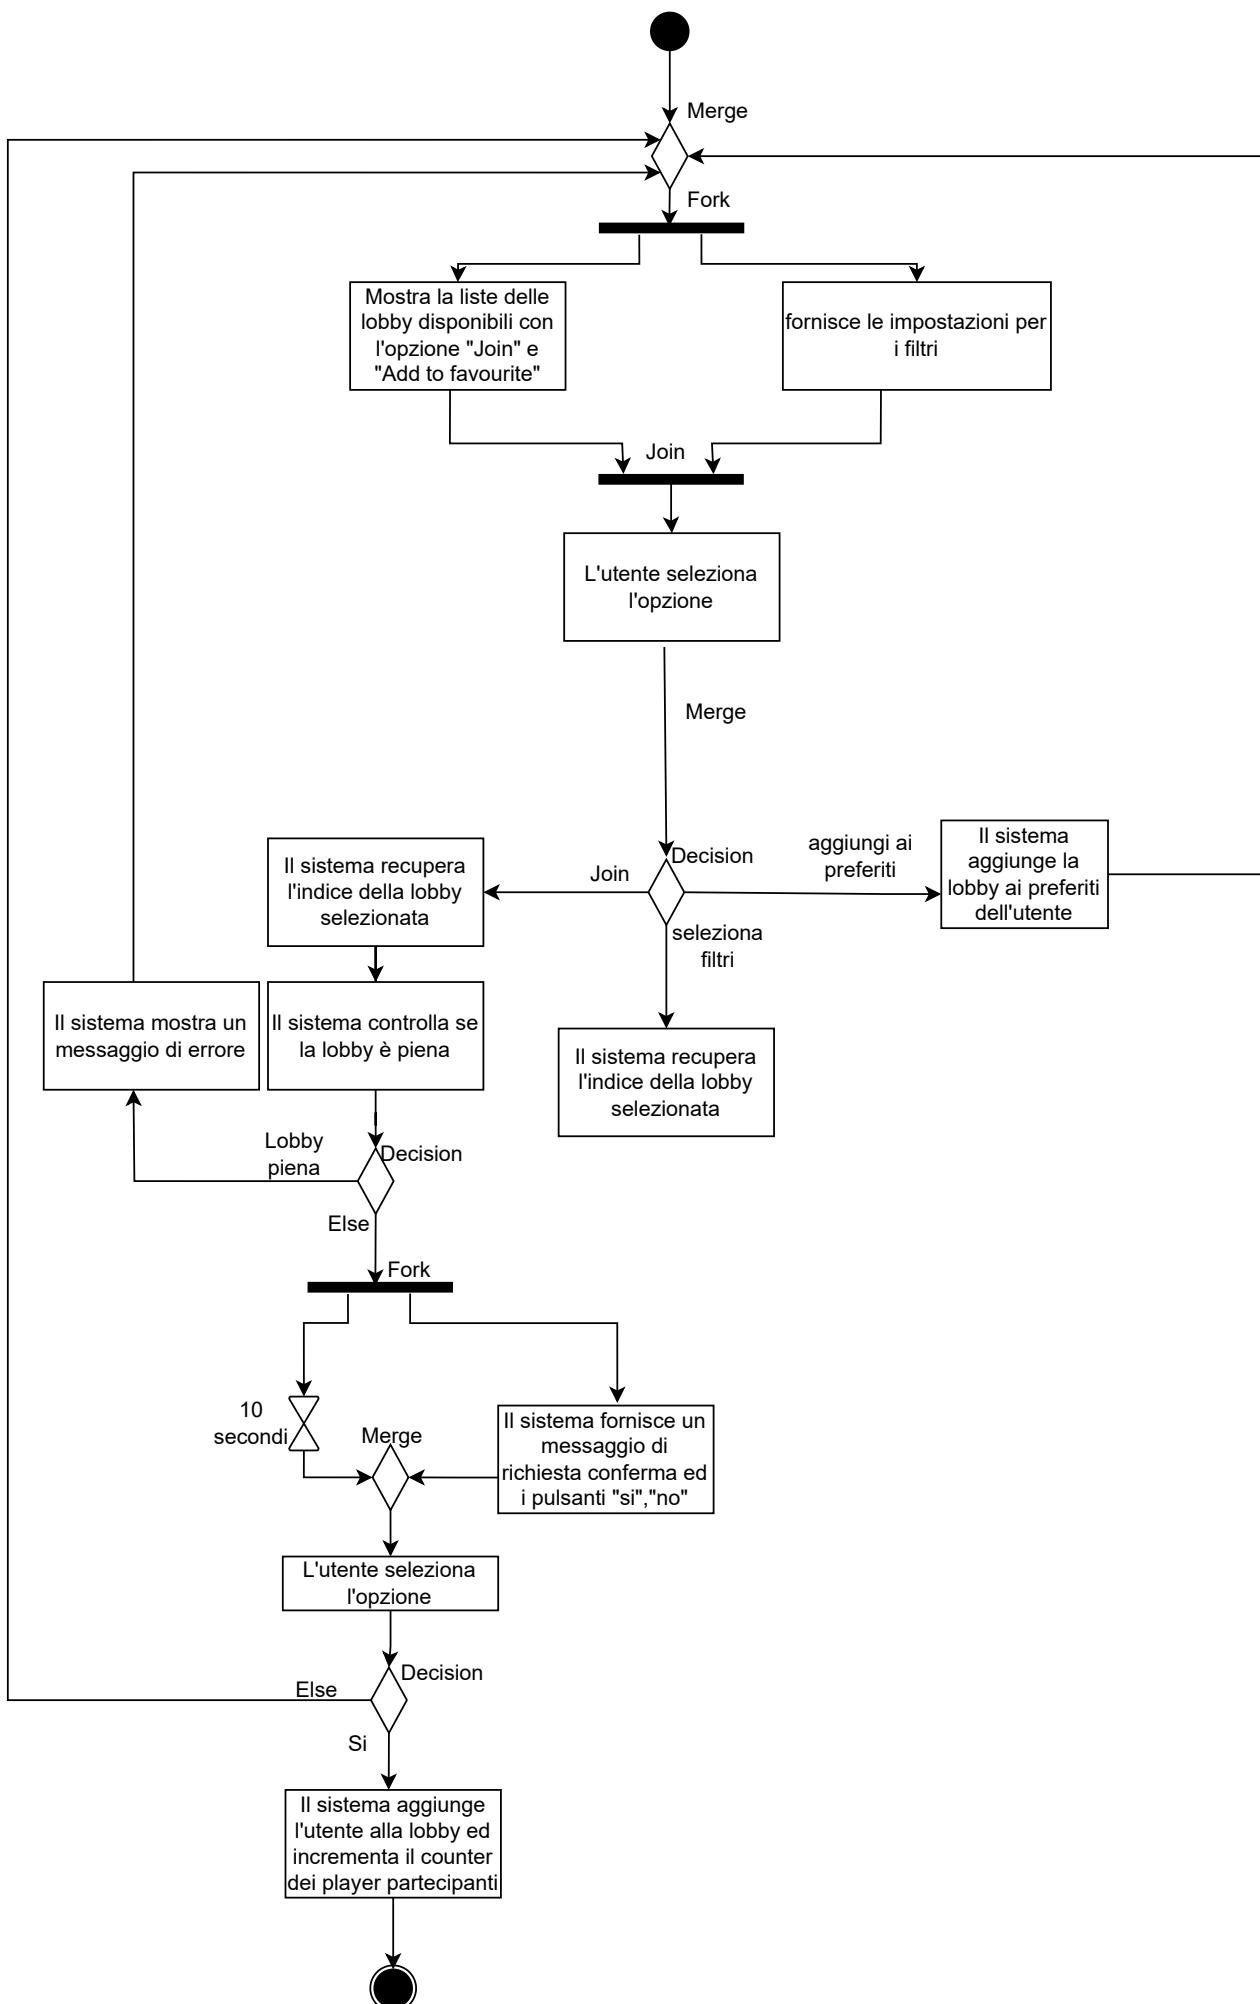 Merge
Fork
Mostra la liste delle
lobby disponibili con
l'opzione "Join" e
"Add to favourite"
fornisce le impostazioni per
i filtri
Join
L'utente seleziona
l'opzione
Merge
Decision
Join
aggiungi ai
preferiti
Il sistema
aggiunge la
lobby ai preferiti
dell'utente
Il sistema recupera
l'indice della lobby
selezionata
seleziona
filtri
Il sistema mostra un
messaggio di errore
Il sistema controlla se
la lobby è piena
Il sistema recupera
l'indice della lobby
selezionata
Lobby
piena
Decision
Else
Fork
10
secondi
Merge
Il sistema fornisce un
messaggio di
richiesta conferma ed
i pulsanti "si","no"
L'utente seleziona
l'opzione
Decision
Else
Si
Il sistema aggiunge
l'utente alla lobby ed
incrementa il counter
dei player partecipanti